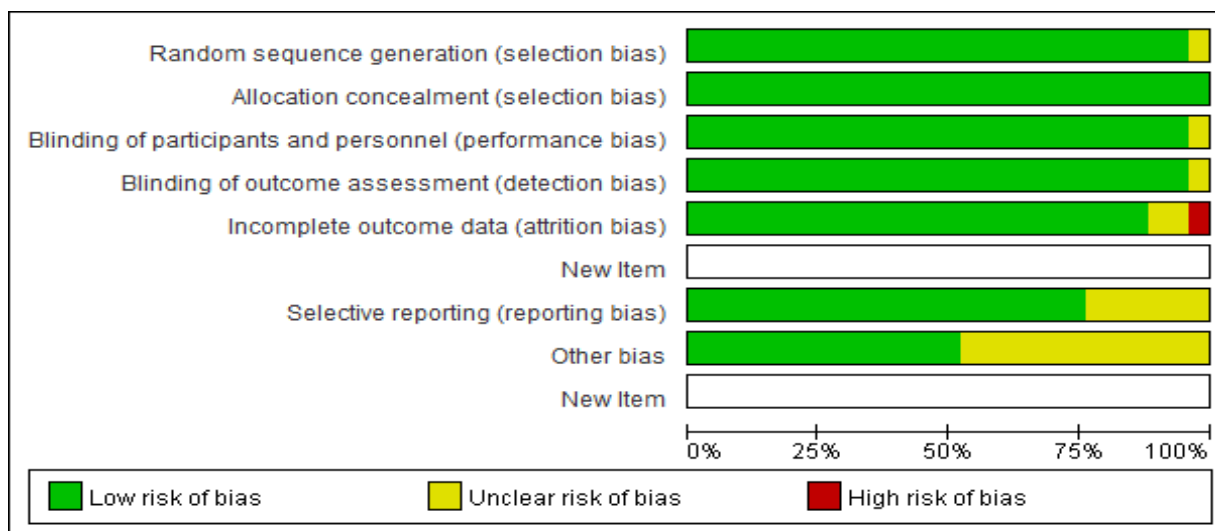 Random sequence generation (selection bias)
Allocation concealment (selection bias)
Blinding of participants and personnel (performance bias)
Blinding of outcome assessment (detection bias)
Incomplete outcome data (attrition bias)
New Item
Selective reporting (reporting bias)
Other bias
New Item
0% 25% 50% 75% 100%
Low risk of bias Unclear risk of bias High risk of bias